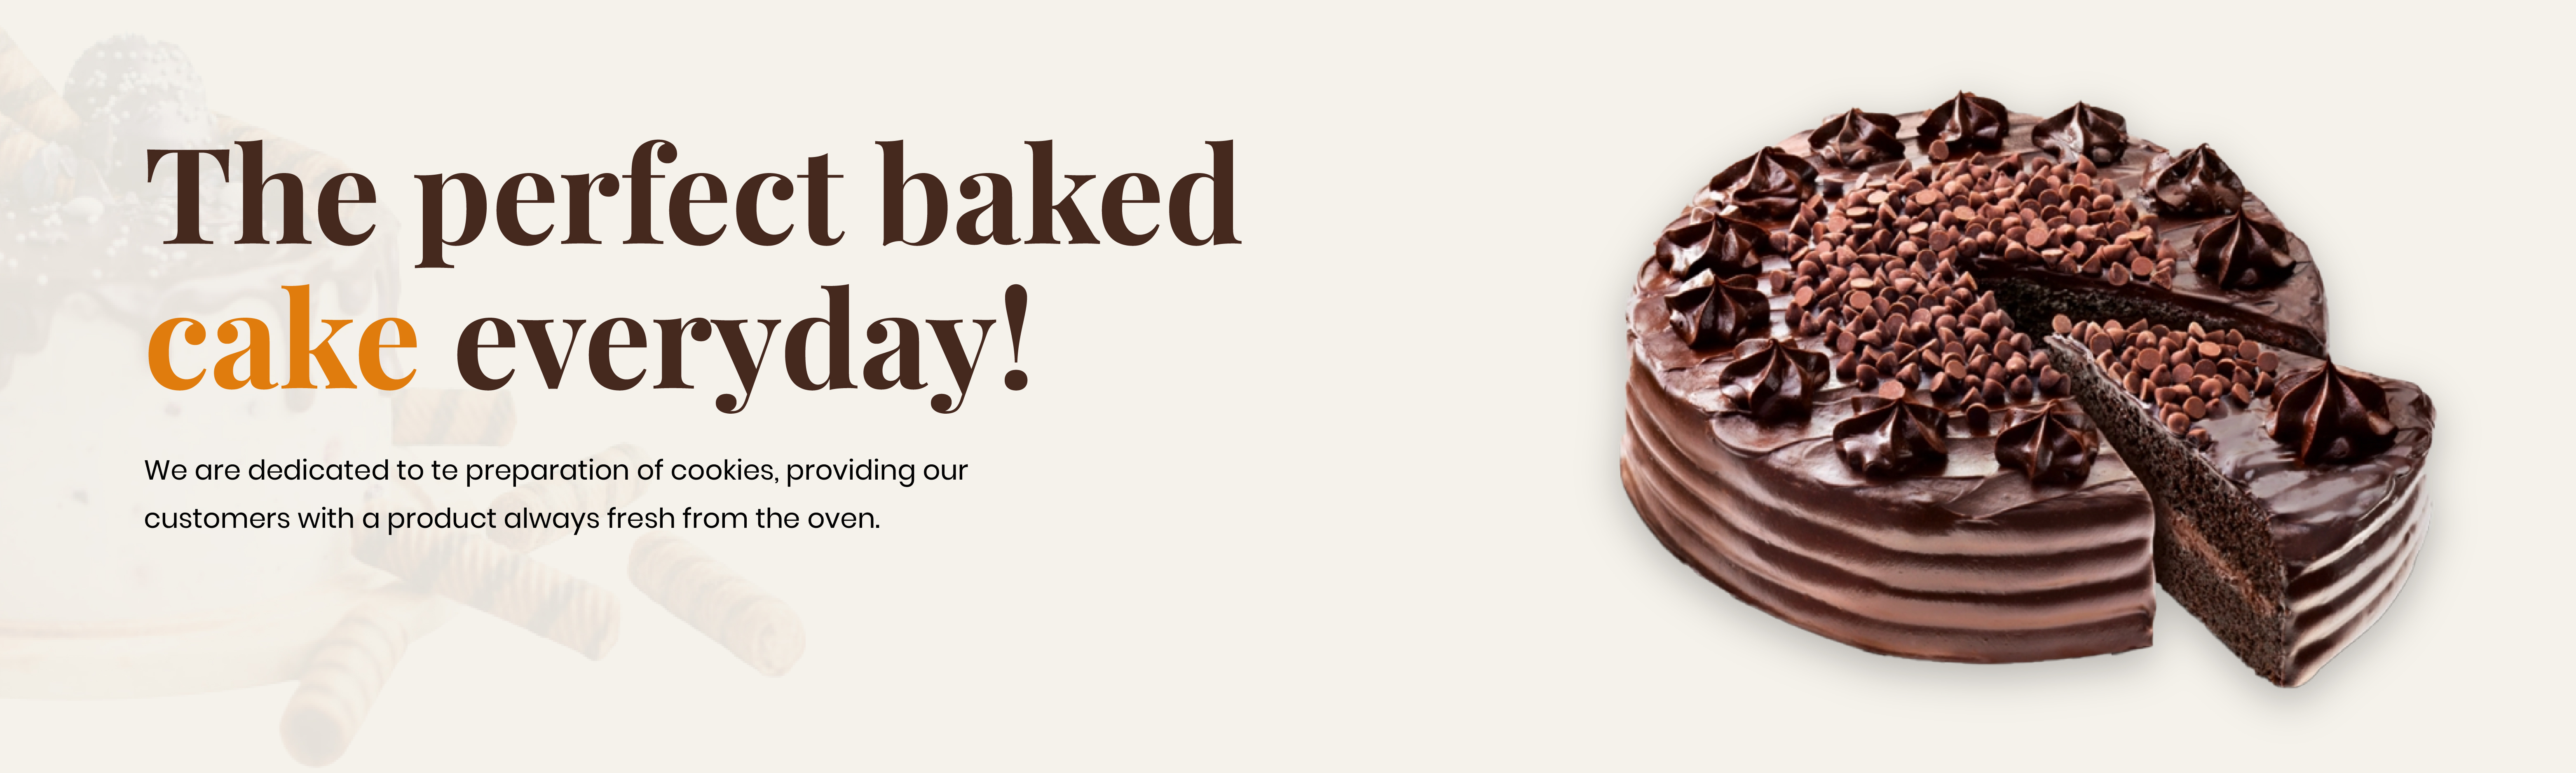 The perfect baked
cake everyday!
We are dedicated to te preparation of cookies, providing our
customers with a product always fresh from the oven.